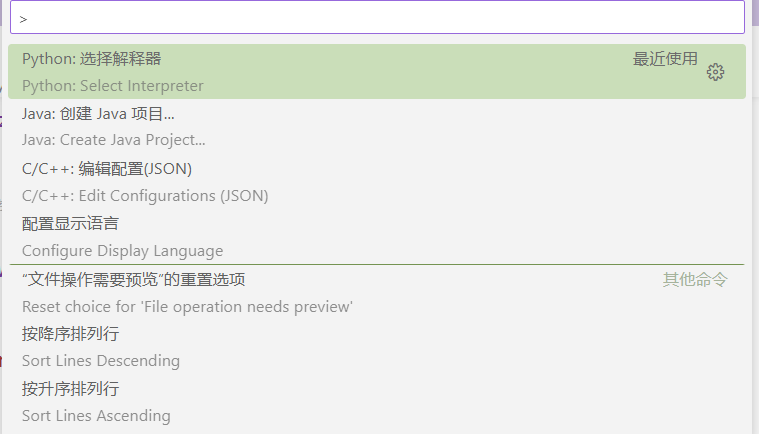 >
Python: 选择解释器 最近使用
Python: Select Interpreter
Java: 创建 Java 项目...
Java: Create Java Project...
C/C++: 编辑配置(JSON)
C/C++: Edit Configurations (JSON)
配置显示语言
Configure Display Language
“文件操作需要预览”的重置选项 其他命令
Reset choice for 'File operation needs preview'
按降序排列行
Sort Lines Descending
按升序排列行
Sort Lines Ascending